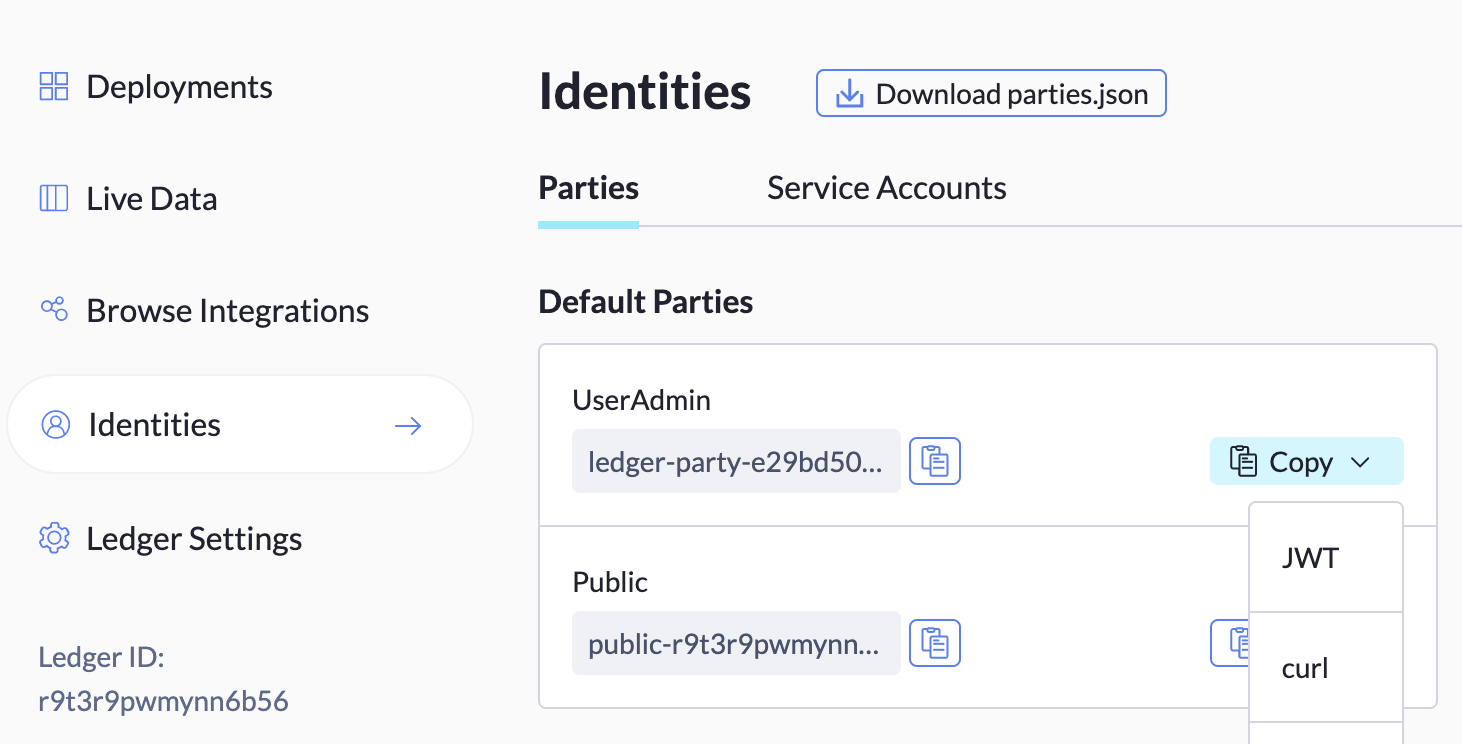 Deployments
Live Data
Browse Integrations
Identities
Ledger Settings
Ledger ID:
r9t3r9pwmynn6b56
Identities
Download parties.json
Parties
Service Accounts
Default Parties
UserAdmin
ledger-party-e29bd50...
Copy
JWT
curl
Public
public-r9t3r9pwmynn...